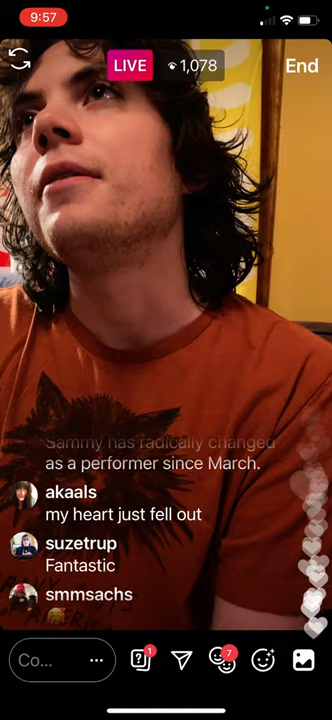 9:57
LIVE
1,078
End
Sammy has radically changed
as a performer since March.
akaals
my heart just fell out
suzetrup
Fantastic
smmsachs
Co...
1
7